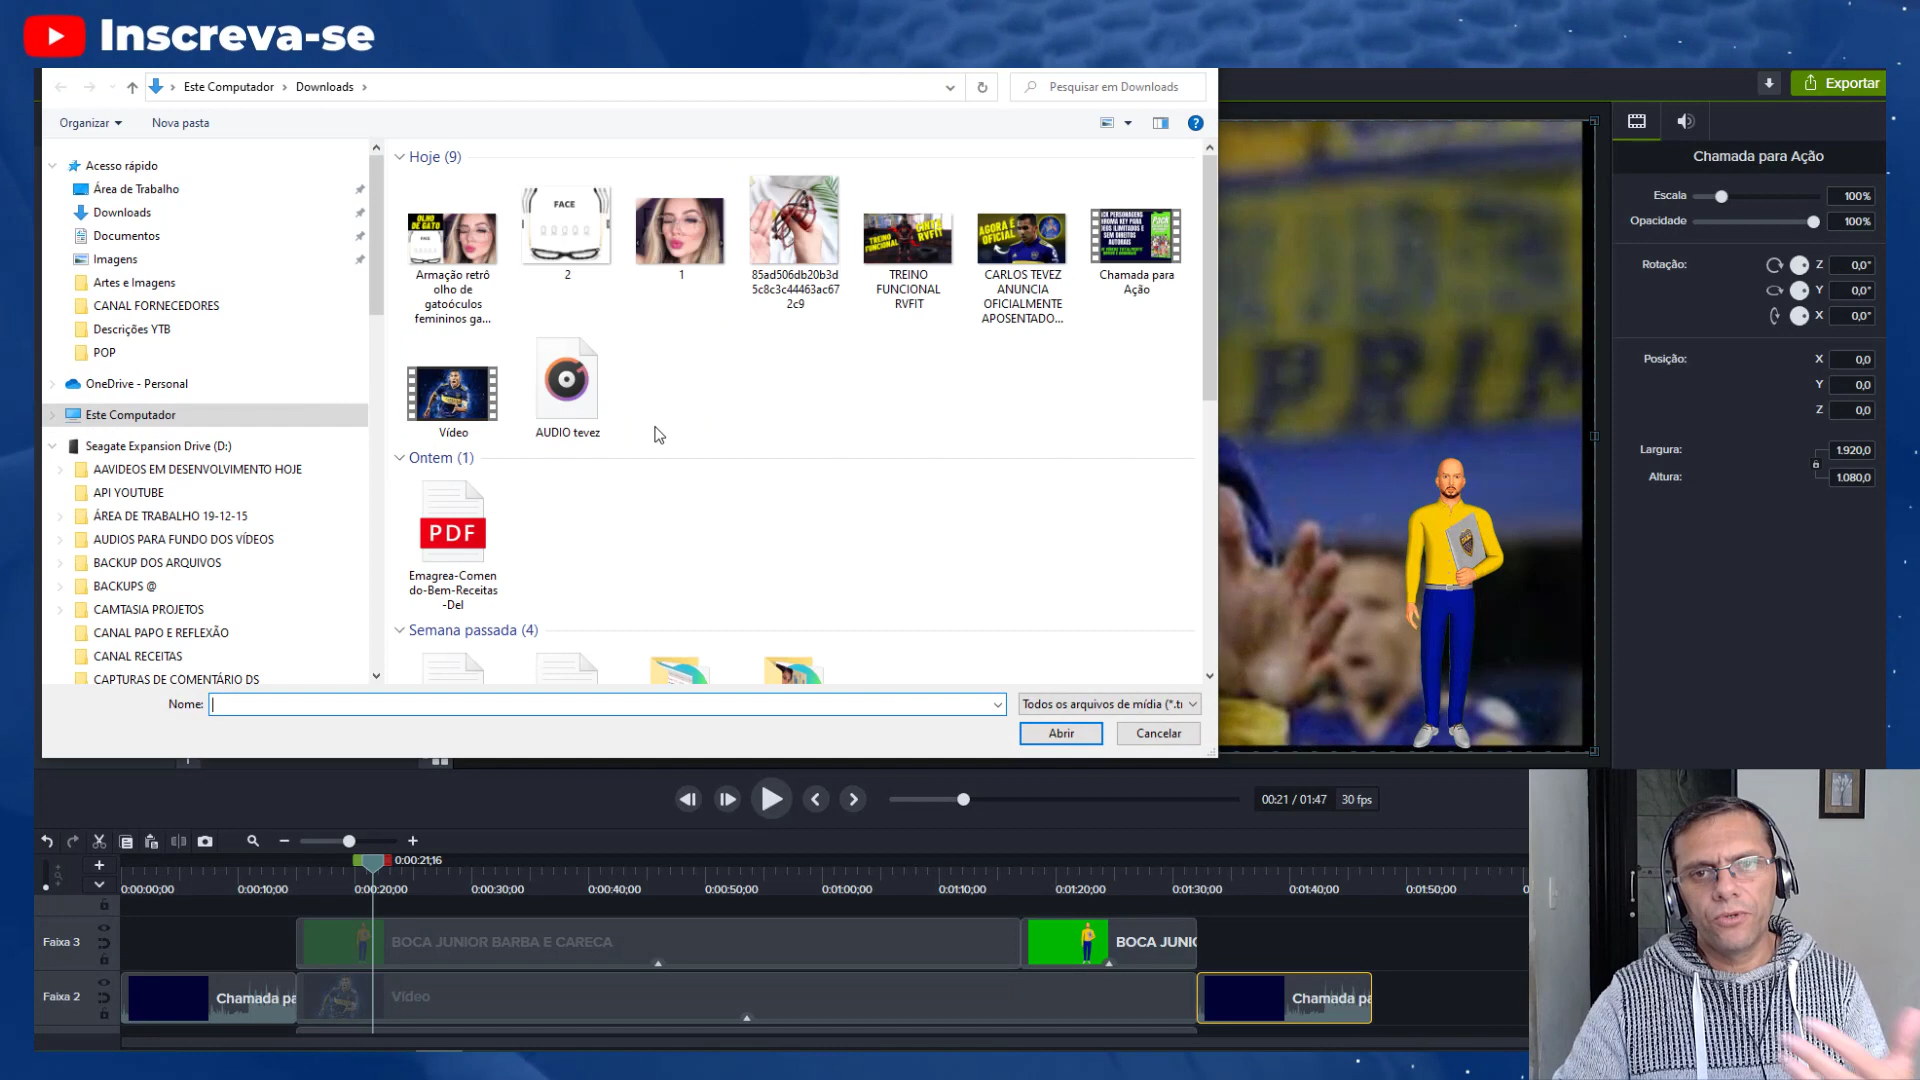 Inscreva-se
Este Computador
Downloads
Pesquisar em Downloads
Exportar
Organizar
Nova pasta
Chamada para Ação
Acesso rápido
Área de Trabalho
Downloads
Documentos
Imagens
Artes e Imagens
CANAL FORNECEDORES
Descrições YTB
POP
OneDrive - Personal
Este Computador
Seagate Expansion Drive (D:)
AAVIDEOS EM DESENVOLVIMENTO HOJE
API YOUTUBE
ÁREA DE TRABALHO 19-12-15
AUDIOS PARA FUNDO DOS VÍDEOS
BACKUP DOS ARQUIVOS
BACKUPS @
CAMTASIA PROJETOS
CANAL PAPO E REFLEXÃO
CANAL RECEITAS
CAPTURAS DE COMENTÁRIO DS
Hoje (9)
OLHO DE GATO
FACE
TREINO FUNCIONAL
RVFIT
AGORA É OFICIAL
Armação retrô
olho de
gatoóculos
femininos ga...
2
1
85ad506db20b3d
5c8c3c44463ac67
2c9
TREINO
FUNCIONAL
RVFIT
CARLOS TEVEZ
ANUNCIA
OFICIALMENTE
APOSENTADO...
Chamada para
Ação
Vídeo
AUDIO tevez
Ontem (1)
PDF
Emagrea-Comen
do-Bem-Receitas
-Del
Semana passada (4)
Nome:
Todos os arquivos de mídia (*.tr
Abrir
Cancelar
Escala
100%
Opacidade
100%
Rotação:
Z
0,0°
Y
0,0°
X
0,0°
Posição:
X
0,0
Y
0,0
Z
0,0
Largura:
1.920,0
Altura:
1.080,0
00:21 / 01:47
30 fps
0:00:21;16
0:00:00;00
0:00:10;00
0:00:20;00
0:00:30;00
0:00:40;00
0:00:50;00
0:01:00;00
0:01:10;00
0:01:20;00
0:01:30;00
0:01:40;00
0:01:50;00
Faixa 3
BOCA JUNIOR BARBA E CARECA
BOCA JUNIO
Faixa 2
Chamada pa
Vídeo
Chamada pa